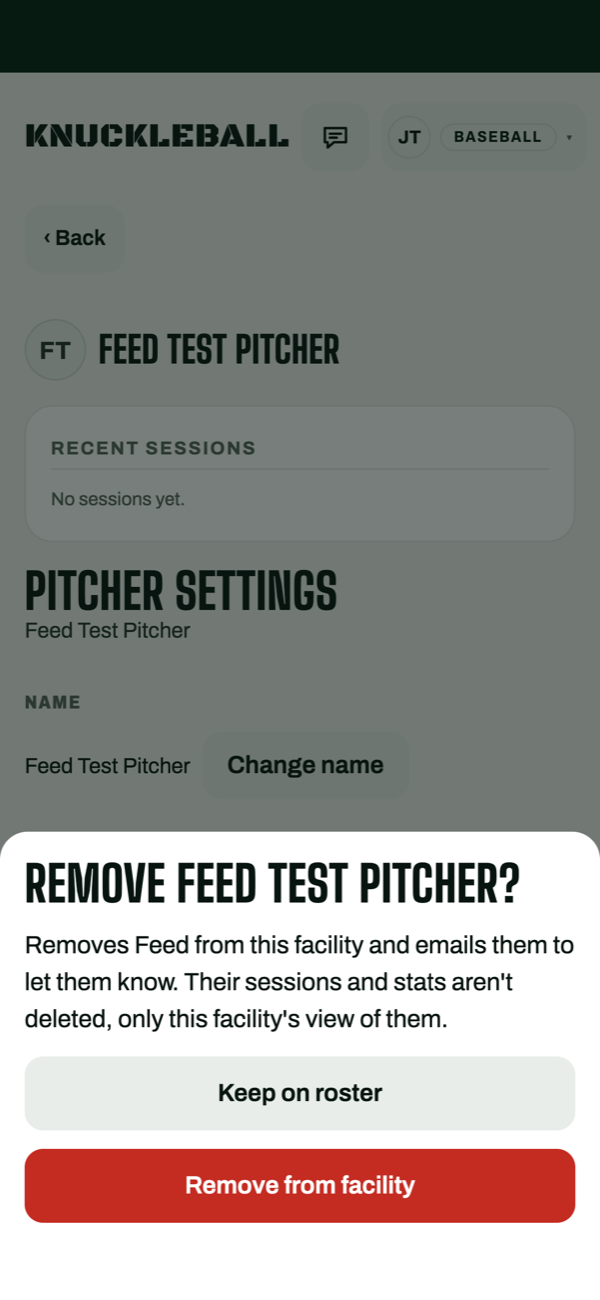 KNUCKLEBALL
JT BASEBALL ▾
‹ Back
FT FEED TEST PITCHER
RECENT SESSIONS
No sessions yet.
PITCHER SETTINGS
Feed Test Pitcher
NAME
Feed Test Pitcher Change name
REMOVE FEED TEST PITCHER?
Removes Feed from this facility and emails them to
let them know. Their sessions and stats aren't
deleted, only this facility's view of them.
Keep on roster
Remove from facility